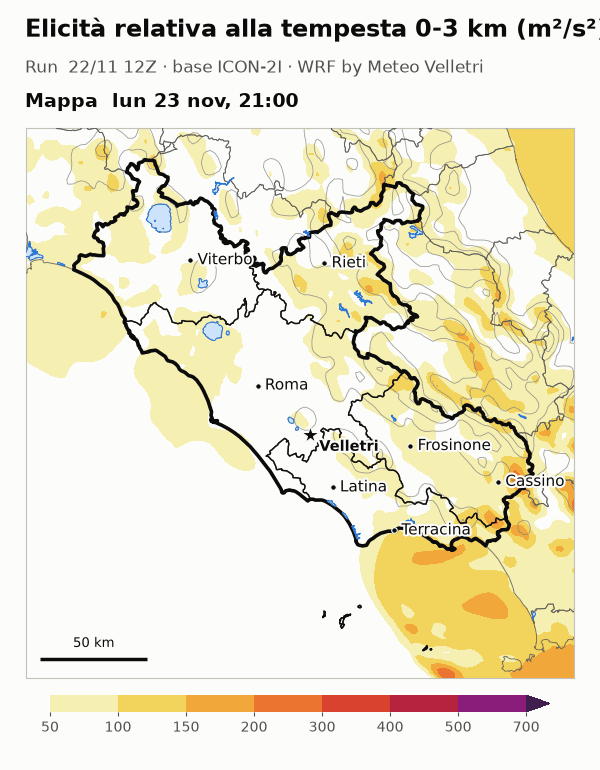 Elicità relativa alla tempesta 0-3 km (m²/s²)
Run 22/11 12Z · base ICON-2I · WRF by Meteo Velletri
Mappa lun 23 nov, 21:00
Viterbo
Rieti
Roma
Velletri
Frosinone
Cassino
Latina
Terracina
50 km
50 100 150 200 300 400 500 700